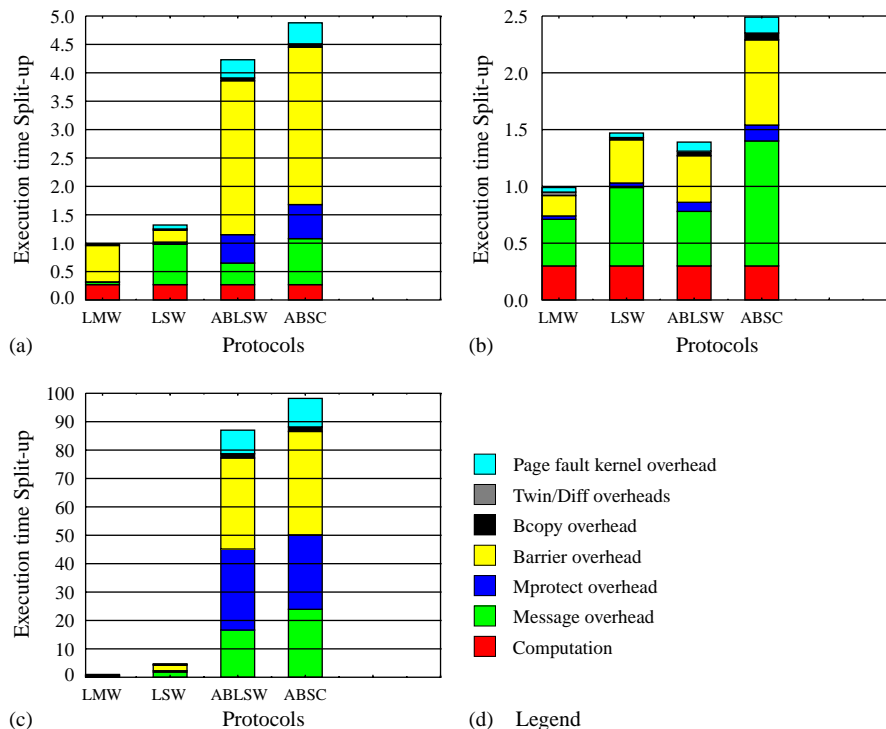 5.0
4.5
4.0
3.5
3.0
2.5
2.0
1.5
1.0
0.5
0.0
Execution time Split-up
LMW LSW ABLSW ABSC
(a) Protocols
2.5
2.0
1.5
1.0
0.5
0.0
Execution time Split-up
LMW LSW ABLSW ABSC
(b) Protocols
100
90
80
70
60
50
40
30
20
10
0
Execution time Split-up
LMW LSW ABLSW ABSC
(c) Protocols
Page fault kernel overhead
Twin/Diff overheads
Bcopy overhead
Barrier overhead
Mprotect overhead
Message overhead
Computation
(d) Legend